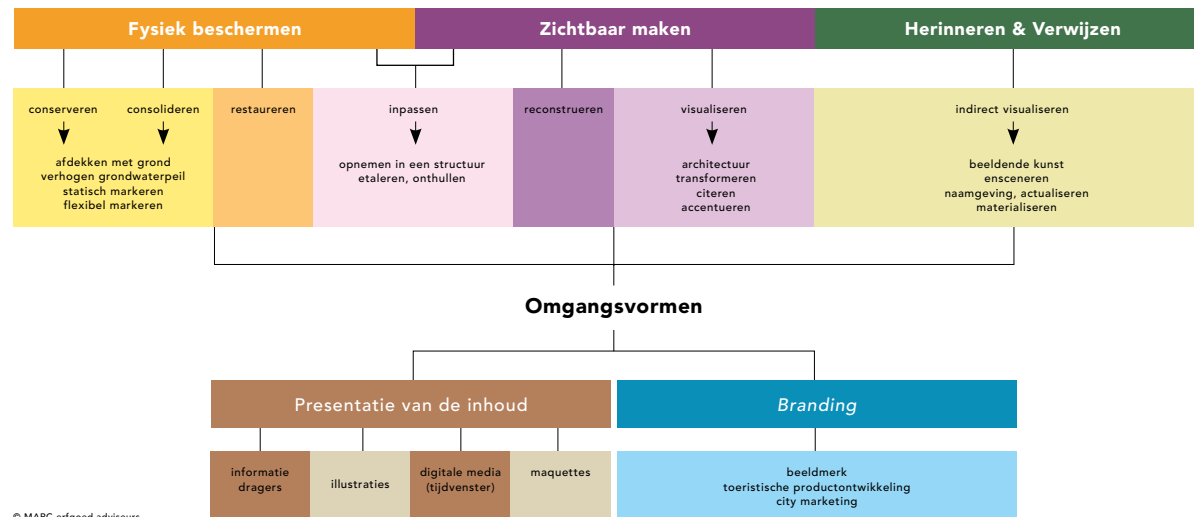 Fysiek beschermen
Zichtbaar maken
Herinneren & Verwijzen
conserveren
consolideren
afdekken met grond
verhogen grondwaterpeil
statisch markeren
flexibel markeren
restaureren
inpassen
opnemen in een structuur
etaleren, onthullen
reconstrueren
visualiseren
architectuur
transformeren
citeren
accentueren
indirect visualiseren
beeldende kunst
ensceneren
naamgeving, actualiseren
materialiseren
Omgangsvormen
Presentatie van de inhoud
Branding
informatie
dragers
illustraties
digitale media
(tijdvenster)
maquettes
beeldmerk
toeristische productontwikkeling
city marketing
© MARC erfgoed adviseurs